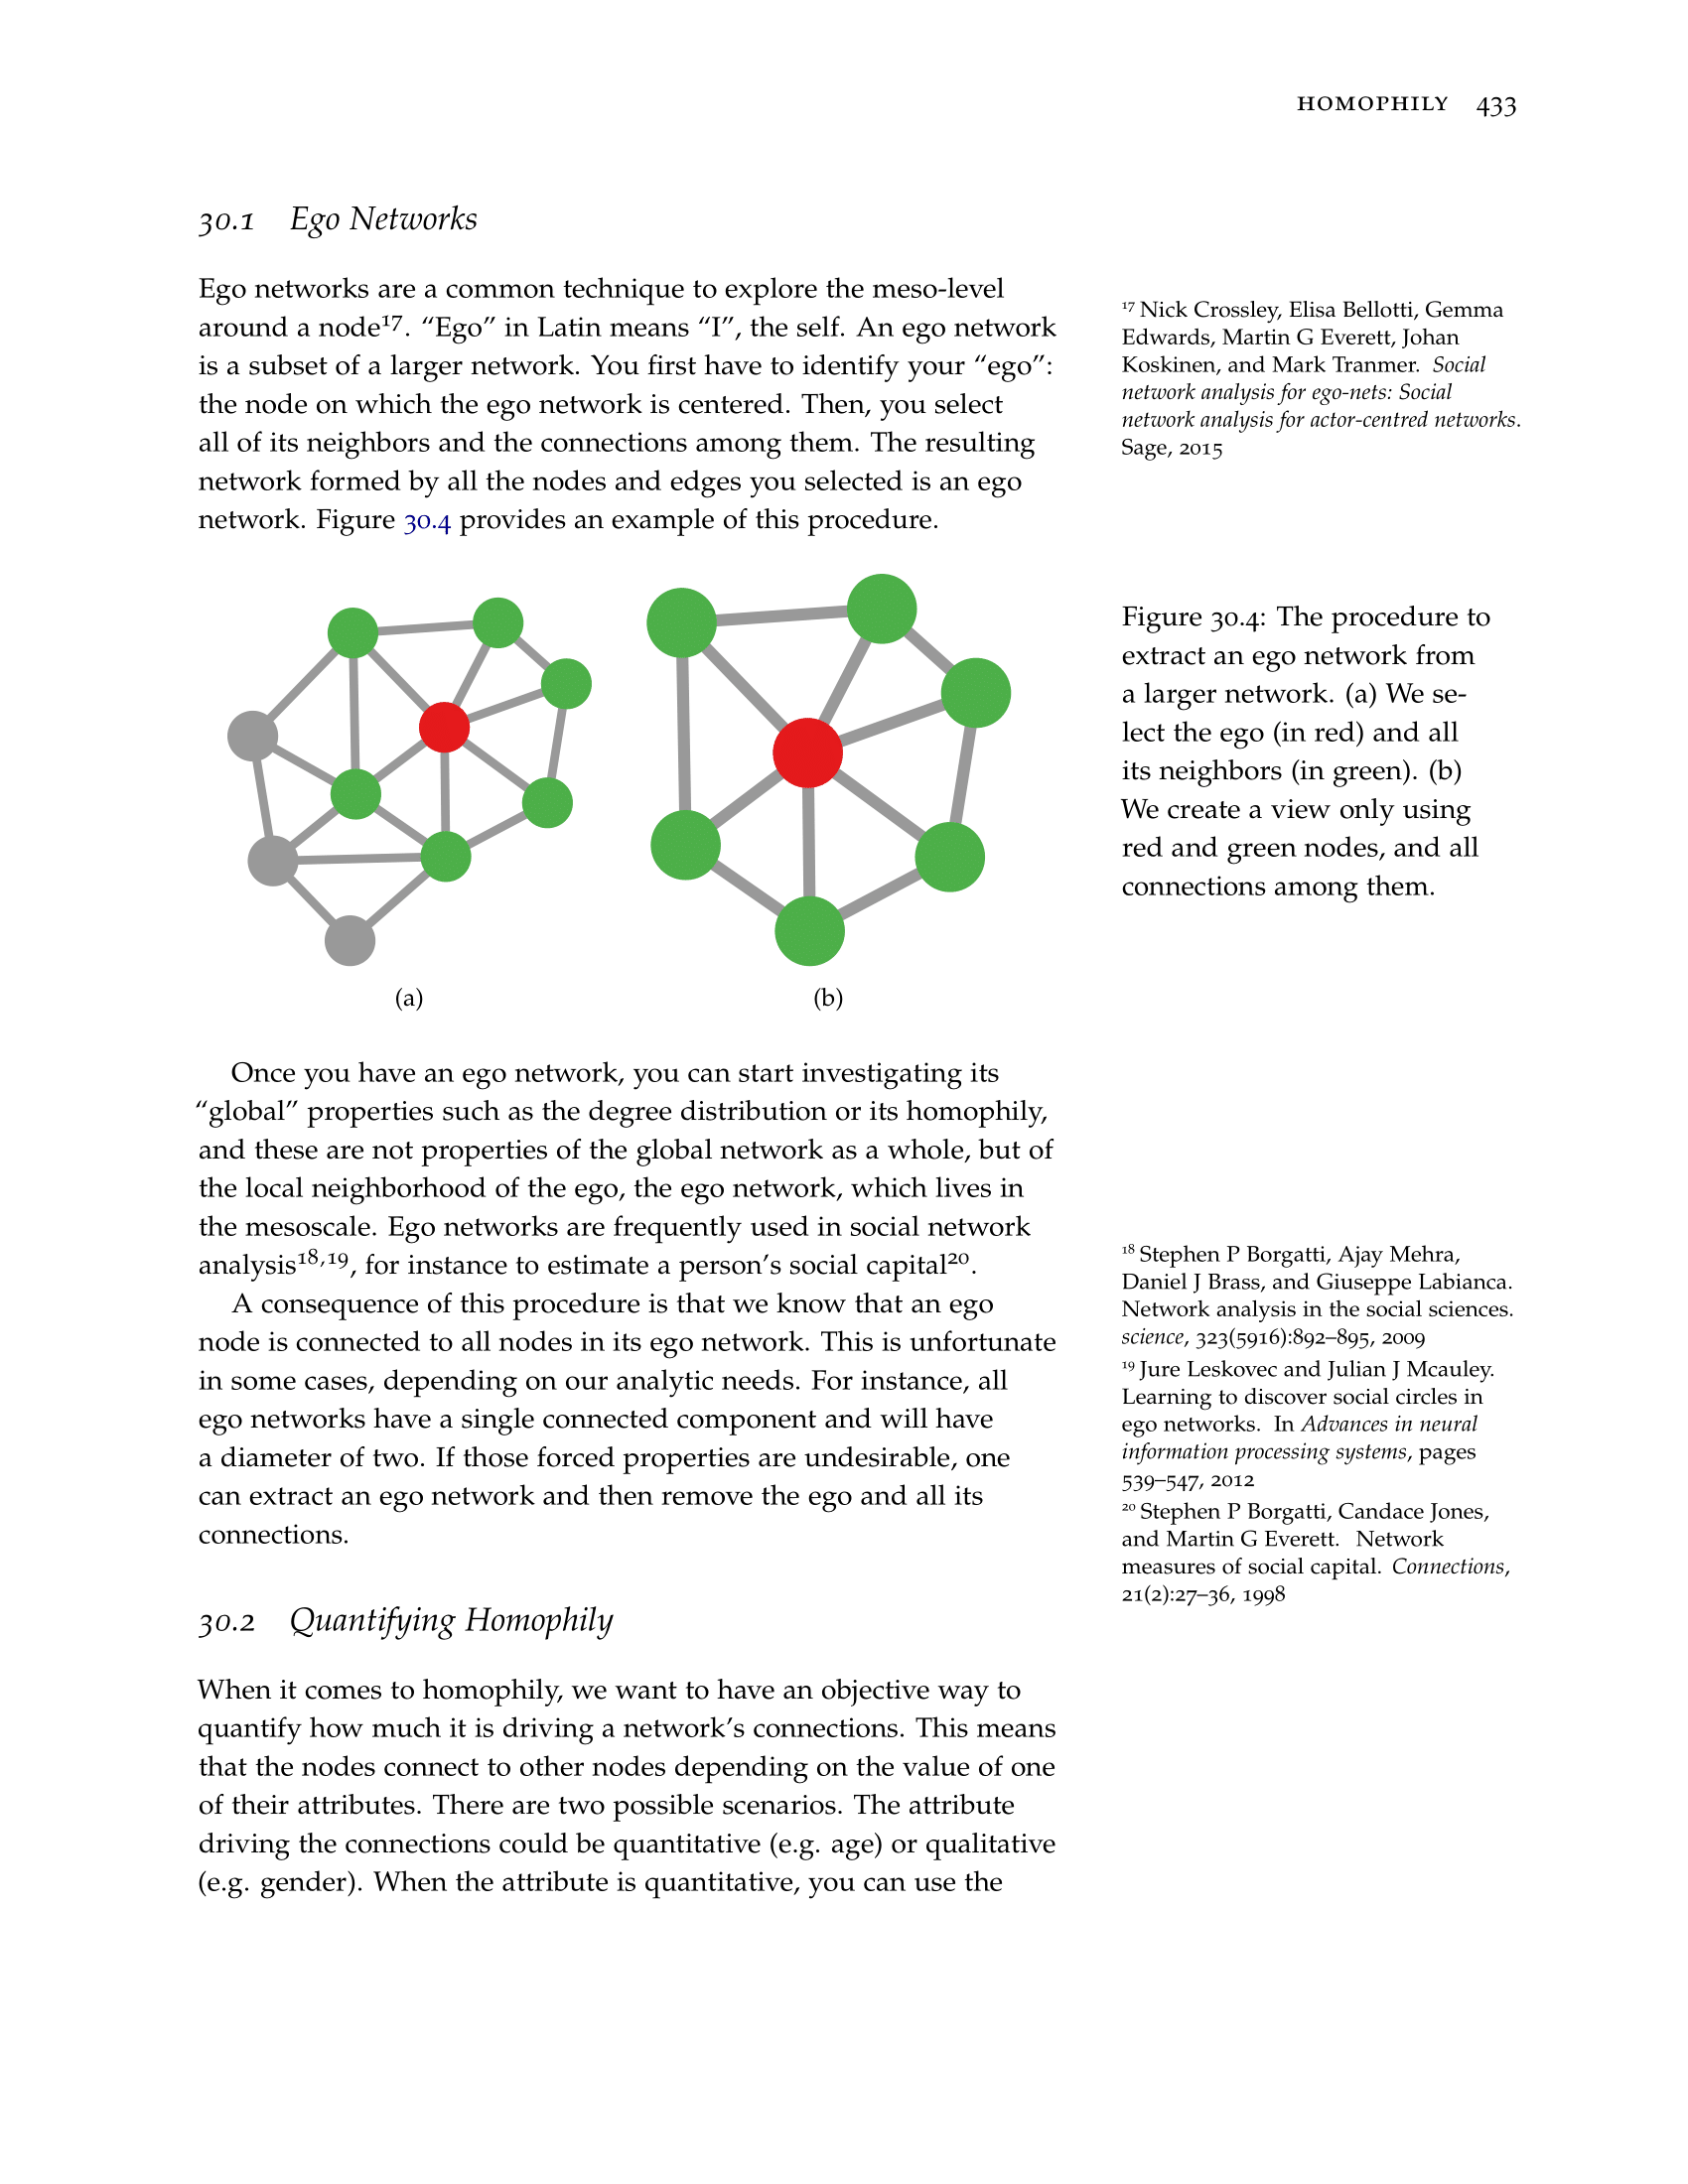 HOMOPHILY 433
30.1 Ego Networks
Ego networks are a common technique to explore the meso-level
around a node17. “Ego” in Latin means “I”, the self. An ego network
is a subset of a larger network. You first have to identify your “ego”:
the node on which the ego network is centered. Then, you select
all of its neighbors and the connections among them. The resulting
network formed by all the nodes and edges you selected is an ego
network. Figure 30.4 provides an example of this procedure.
17 Nick Crossley, Elisa Bellotti, Gemma
Edwards, Martin G Everett, Johan
Koskinen, and Mark Tranmer. Social
network analysis for ego-nets: Social
network analysis for actor-centred networks.
Sage, 2015
(a)
(b)
Figure 30.4: The procedure to
extract an ego network from
a larger network. (a) We se-
lect the ego (in red) and all
its neighbors (in green). (b)
We create a view only using
red and green nodes, and all
connections among them.
Once you have an ego network, you can start investigating its
“global” properties such as the degree distribution or its homophily,
and these are not properties of the global network as a whole, but of
the local neighborhood of the ego, the ego network, which lives in
the mesoscale. Ego networks are frequently used in social network
analysis18,19, for instance to estimate a person’s social capital20.
A consequence of this procedure is that we know that an ego
node is connected to all nodes in its ego network. This is unfortunate
in some cases, depending on our analytic needs. For instance, all
ego networks have a single connected component and will have
a diameter of two. If those forced properties are undesirable, one
can extract an ego network and then remove the ego and all its
connections.
18 Stephen P Borgatti, Ajay Mehra,
Daniel J Brass, and Giuseppe Labianca.
Network analysis in the social sciences.
science, 323(5916):892–895, 2009
19 Jure Leskovec and Julian J Mcauley.
Learning to discover social circles in
ego networks. In Advances in neural
information processing systems, pages
539–547, 2012
20 Stephen P Borgatti, Candace Jones,
and Martin G Everett. Network
measures of social capital. Connections,
21(2):27–36, 1998
30.2 Quantifying Homophily
When it comes to homophily, we want to have an objective way to
quantify how much it is driving a network’s connections. This means
that the nodes connect to other nodes depending on the value of one
of their attributes. There are two possible scenarios. The attribute
driving the connections could be quantitative (e.g. age) or qualitative
(e.g. gender). When the attribute is quantitative, you can use the